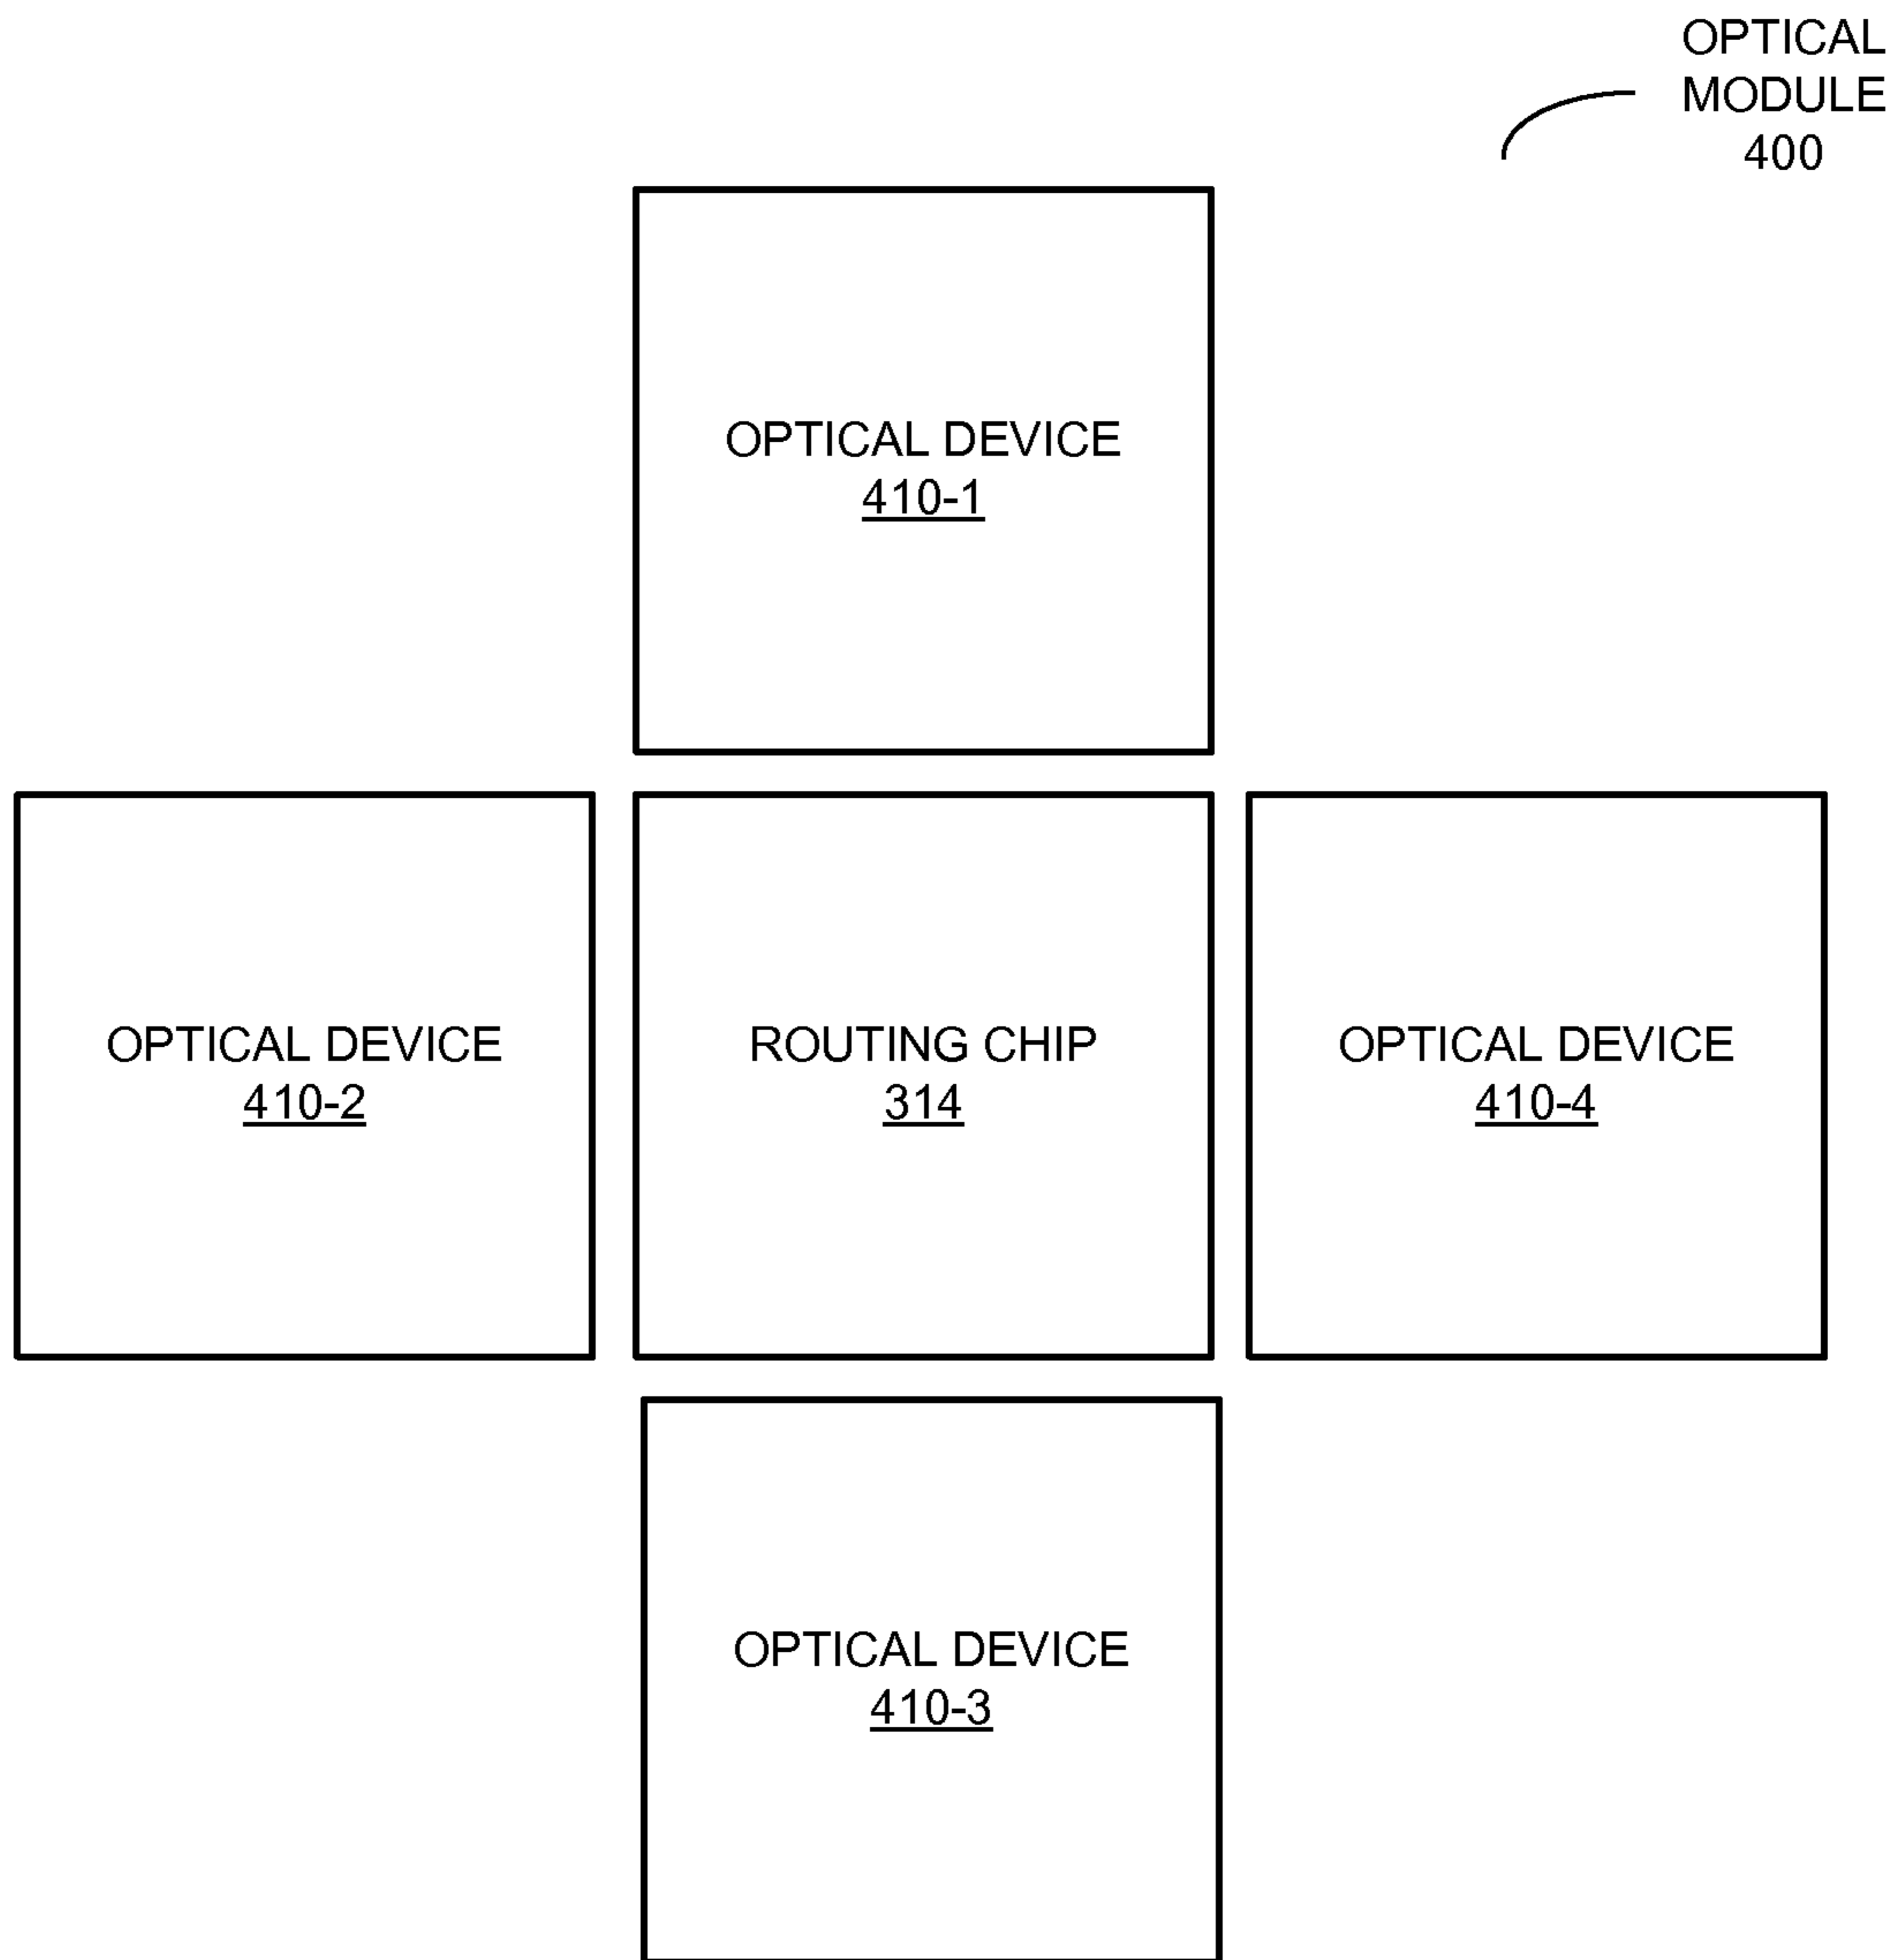 OPTICAL
MODULE
400
OPTICAL DEVICE
410-1
OPTICAL DEVICE
410-2
ROUTING CHIP
314
OPTICAL DEVICE
410-4
OPTICAL DEVICE
410-3